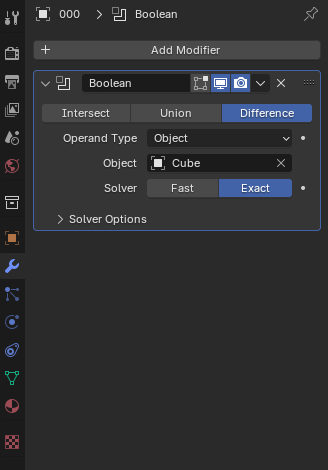 000 > Boolean
+ Add Modifier
Boolean
Intersect Union Difference
Operand Type Object
Object Cube
Solver Fast Exact
Solver Options